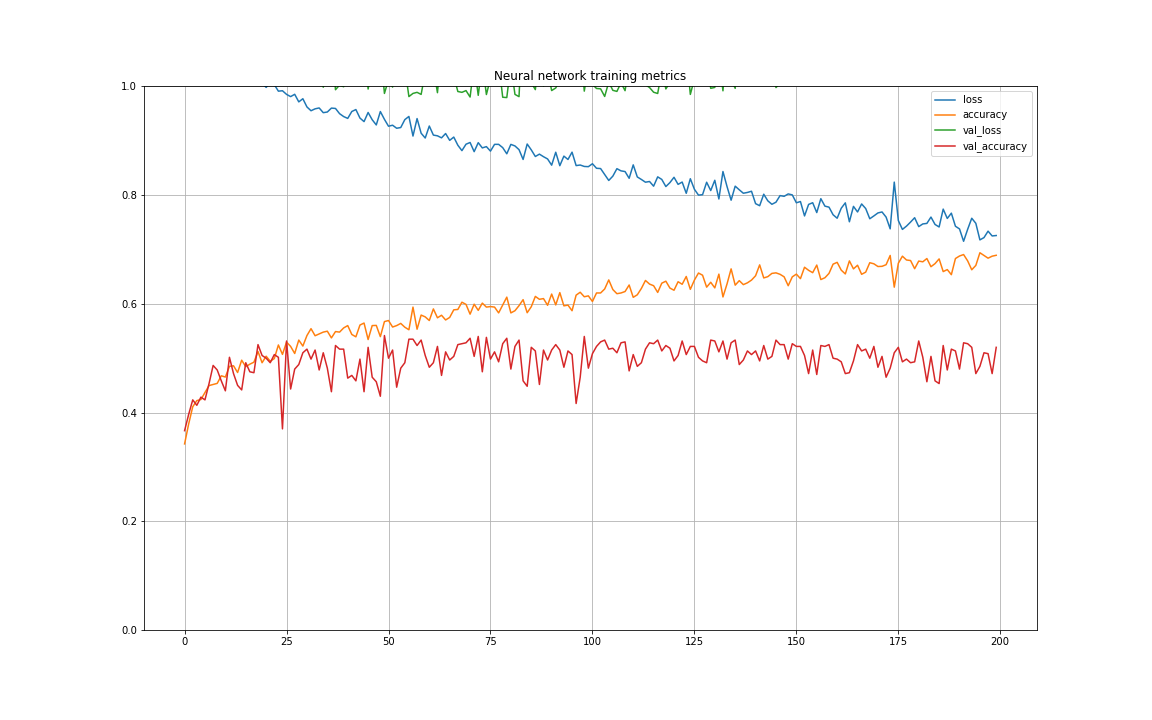 Neural network training metrics
1.0
0.8
0.6
0.4
0.2
0.0
loss
accuracy
val_loss
val_accuracy
0 25 50 75 100 125 150 175 200